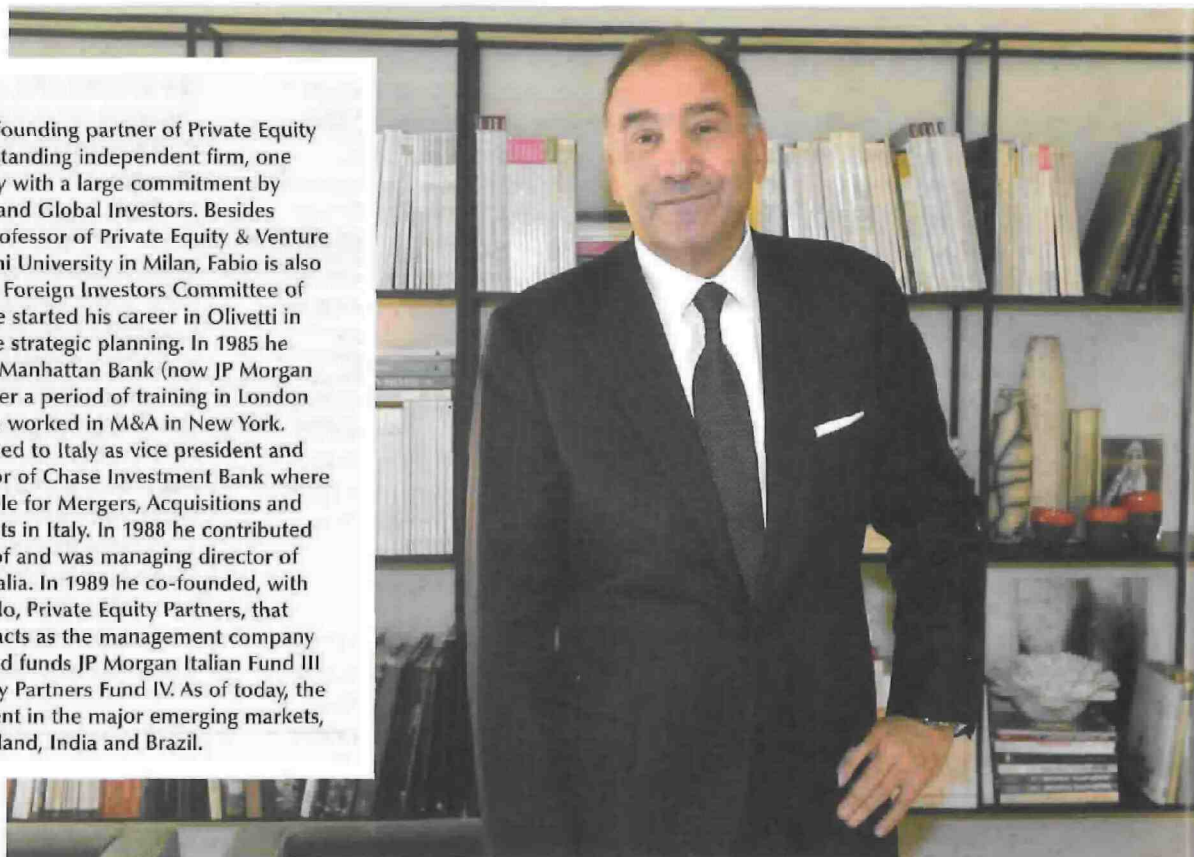 founding partner of Private Equity
standing independent firm, one
y with a large commitment by
and Global Investors. Besides
ofessor of Private Equity & Venture
ni University in Milan, Fabio is also
Foreign Investors Committee of
e started his career in Olivetti in
e strategic planning. In 1985 he
Manhattan Bank (now JP Morgan
er a period of training in London
worked in M&A in New York.
ed to Italy as vice president and
or of Chase Investment Bank where
le for Mergers, Acquisitions and
ts in Italy. In 1988 he contributed
of and was managing director of
alia. In 1989 he co-founded, with
lo, Private Equity Partners, that
acts as the management company
d funds JP Morgan Italian Fund III
y Partners Fund IV. As of today, the
ent in the major emerging markets,
land, India and Brazil.